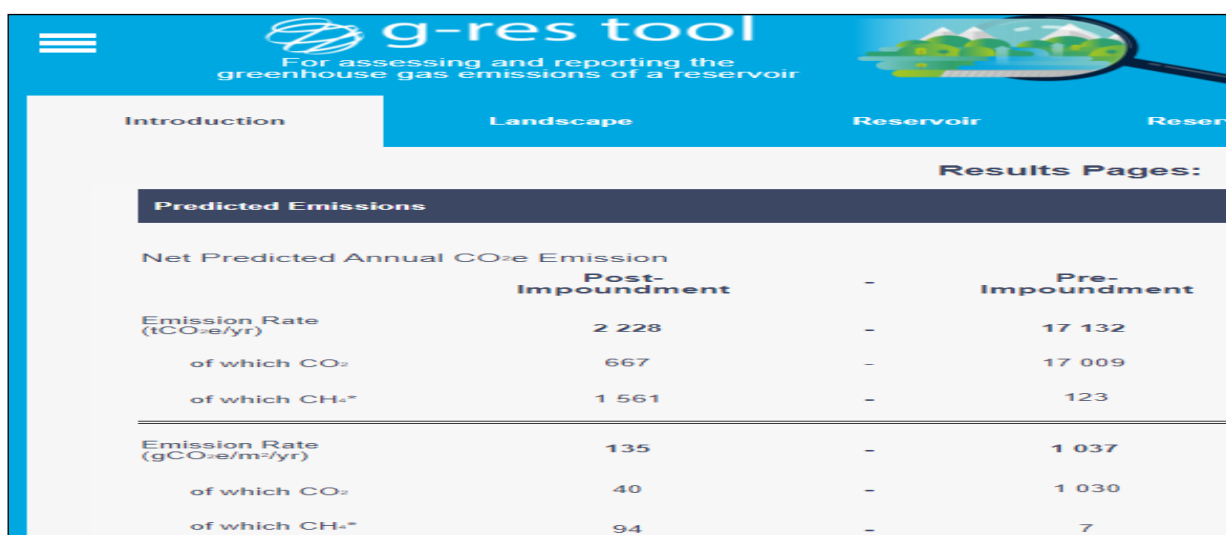 g-res tool
For assessing and reporting the
greenhouse gas emissions of a reservoir
Introduction Landscape Reservoir Reser
Results Pages:
Predicted Emissions
Net Predicted Annual CO₂e Emission
Post-Impoundment - Pre-Impoundment
Emission Rate (tCO₂e/yr) 2 228 - 17 132
of which CO₂ 667 - 17 009
of which CH₄* 1 561 - 123
Emission Rate (gCO₂e/m²/yr) 135 - 1 037
of which CO₂ 40 - 1 030
of which CH₄* 94 - 7